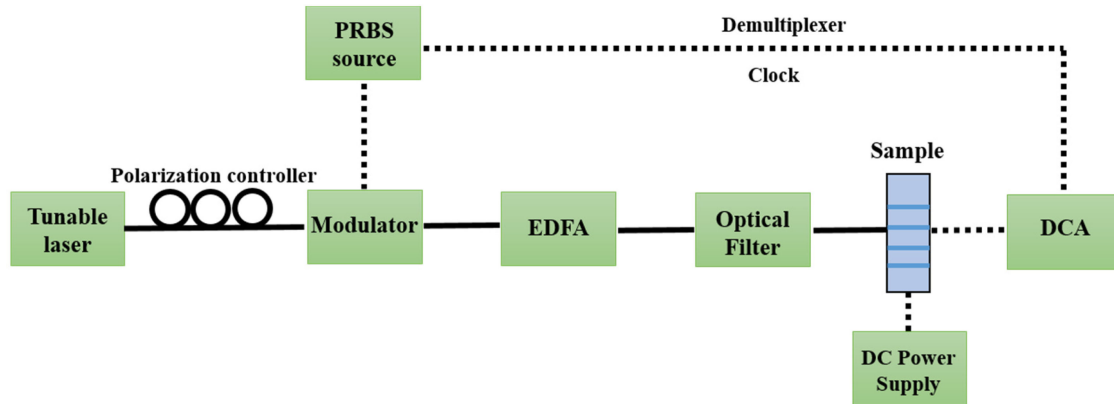 PRBS
source
Demultiplexer
Clock
Sample
Polarization controller
Tunable
laser
Modulator
EDFA
Optical
Filter
DCA
DC Power
Supply